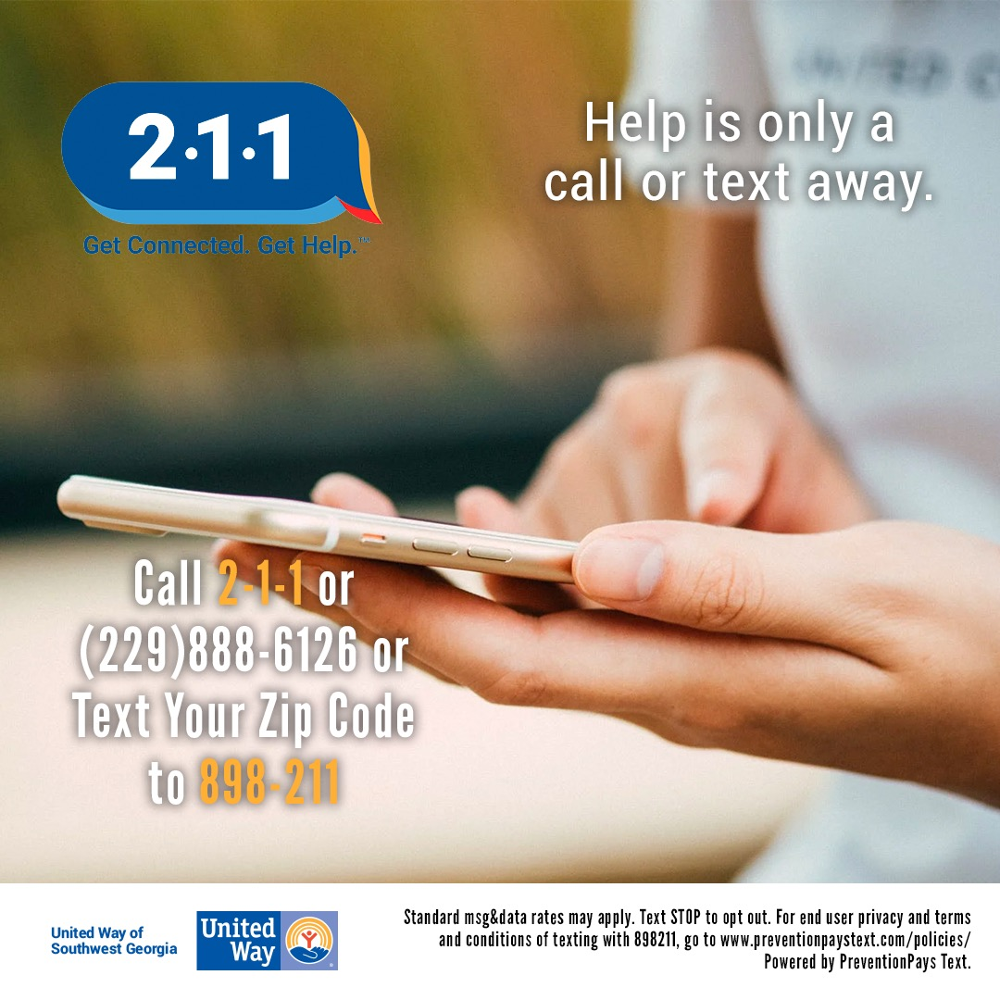 2·1·1
Get Connected. Get Help.™
Help is only a
call or text away.
Call 2-1-1 or
(229)888-6126 or
Text Your Zip Code
to 898-211
United Way of
Southwest Georgia
United
Way
Standard msg&data rates may apply. Text STOP to opt out. For end user privacy and terms
and conditions of texting with 898211, go to www.preventionpaystext.com/policies/
Powered by PreventionPays Text.